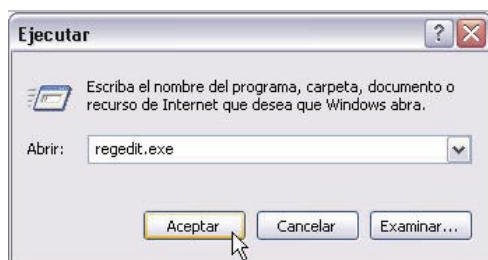 Ejecutar
Escriba el nombre del programa, carpeta, documento o
recurso de Internet que desea que Windows abra.
Abrir: regedit.exe
Aceptar Cancelar Examinar...